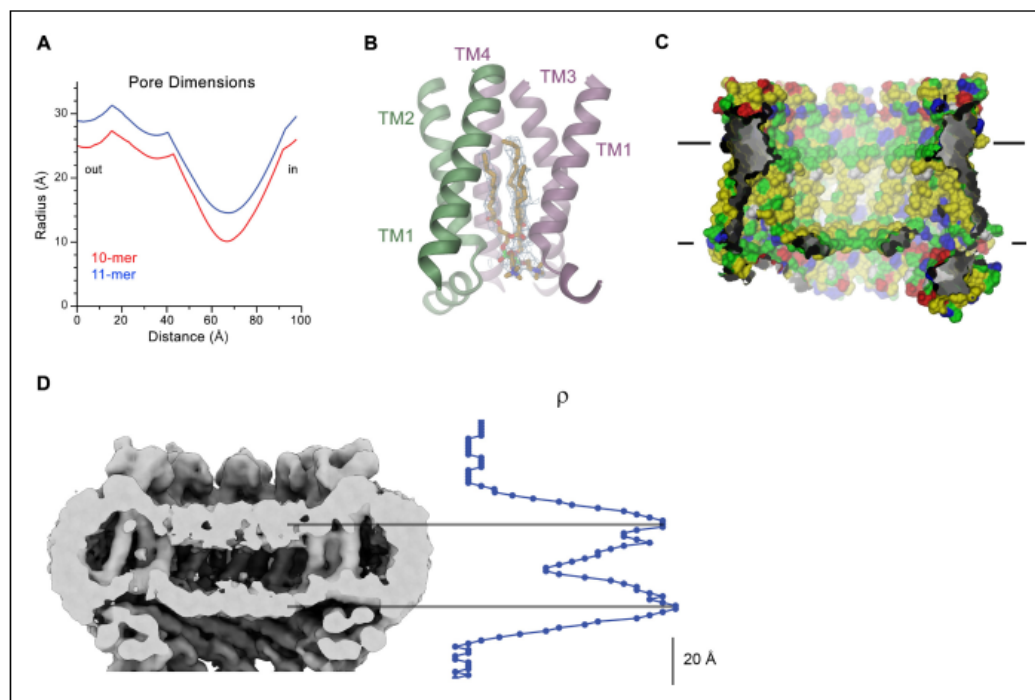 A
Pore Dimensions
Radius (Å)
30
20
10
0
out
in
10-mer
11-mer
0 20 40 60 80 100
Distance (Å)
B
TM4
TM3
TM2
TM1
TM1
C
D
ρ
20 Å